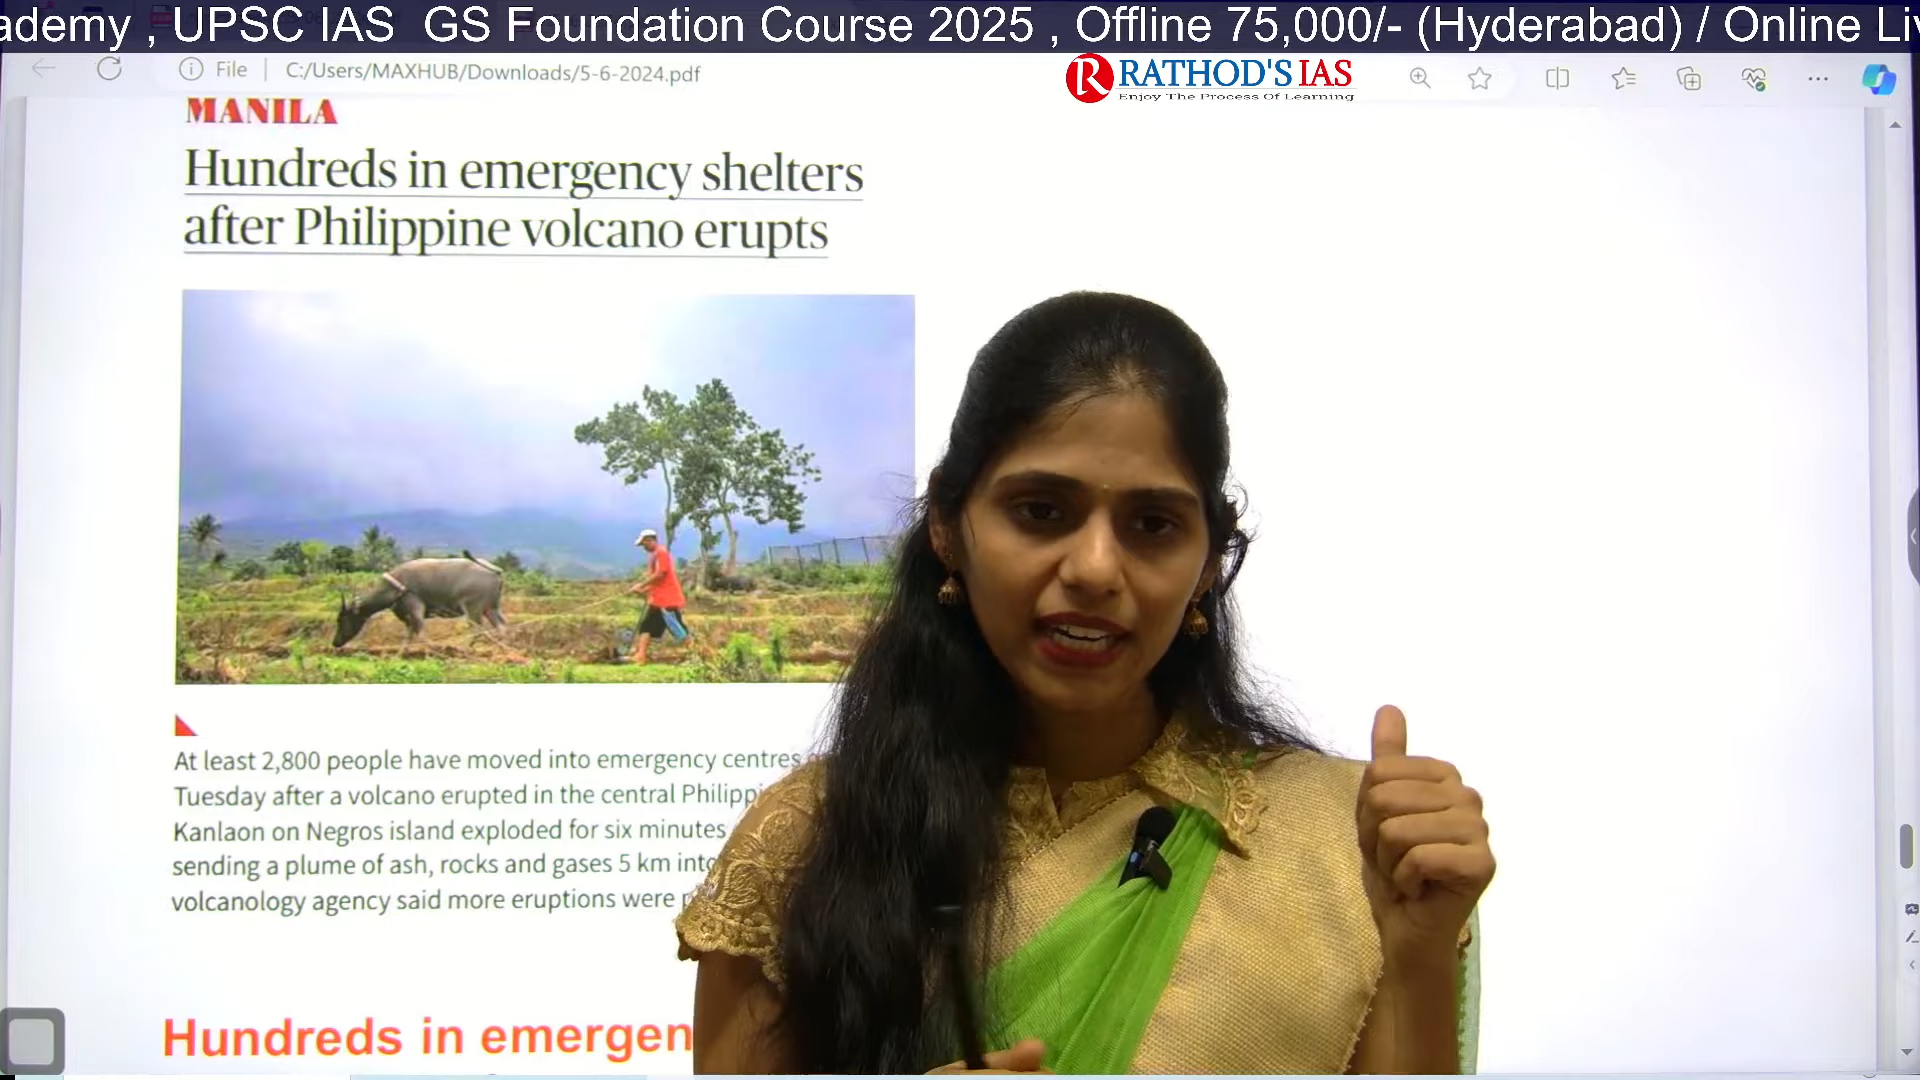 ademy , UPSC IAS GS Foundation Course 2025 , Offline 75,000/- (Hyderabad) / Online Liv
File | C:/Users/MAXHUB/Downloads/5-6-2024.pdf
R RATHOD'S IAS
Enjoy The Process Of Learning
MANILA
Hundreds in emergency shelters
after Philippine volcano erupts
At least 2,800 people have moved into emergency centres
Tuesday after a volcano erupted in the central Philippi
Kanlaon on Negros island exploded for six minutes
sending a plume of ash, rocks and gases 5 km into
volcanology agency said more eruptions were
Hundreds in emergen